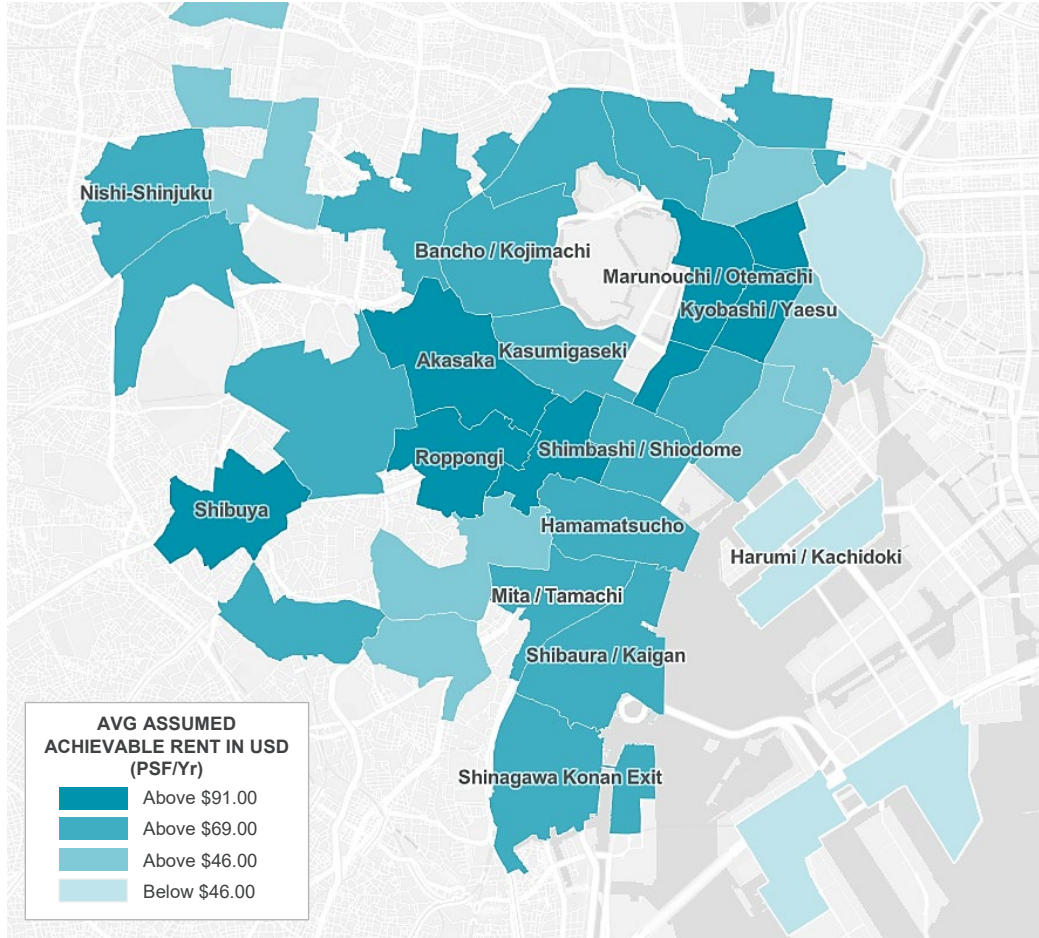 Nishi-Shinjuku
Bancho / Kojimachi
Marunouchi / Otemachi
Kyobashi / Yaesu
Akasaka
Kasumigaseki
Roppongi
Shimbashi / Shiodome
Shibuya
Hamamatsucho
Harumi / Kachidoki
Mita / Tamachi
Shibaura / Kaigan
Shinagawa Konan Exit
AVG ASSUMED
ACHIEVABLE RENT IN USD
(PSF/Yr)
Above $91.00
Above $69.00
Above $46.00
Below $46.00